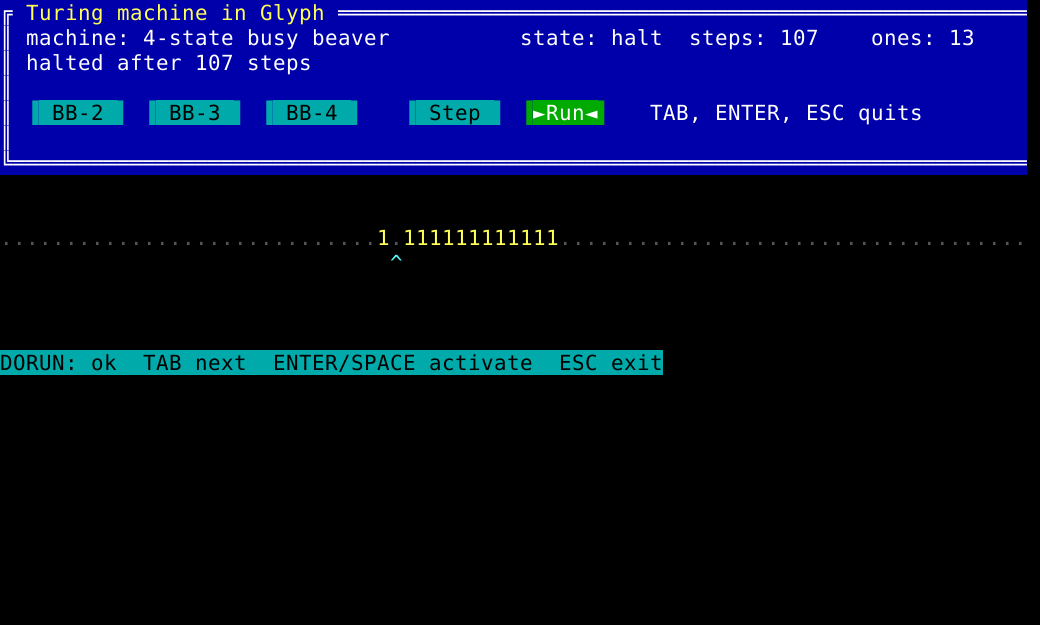 Turing machine in Glyph
machine: 4-state busy beaver state: halt steps: 107 ones: 13
halted after 107 steps
BB-2 BB-3 BB-4 Step ►Run◄ TAB, ENTER, ESC quits
.............................1.111111111111....................................
^
DORUN: ok TAB next ENTER/SPACE activate ESC exit